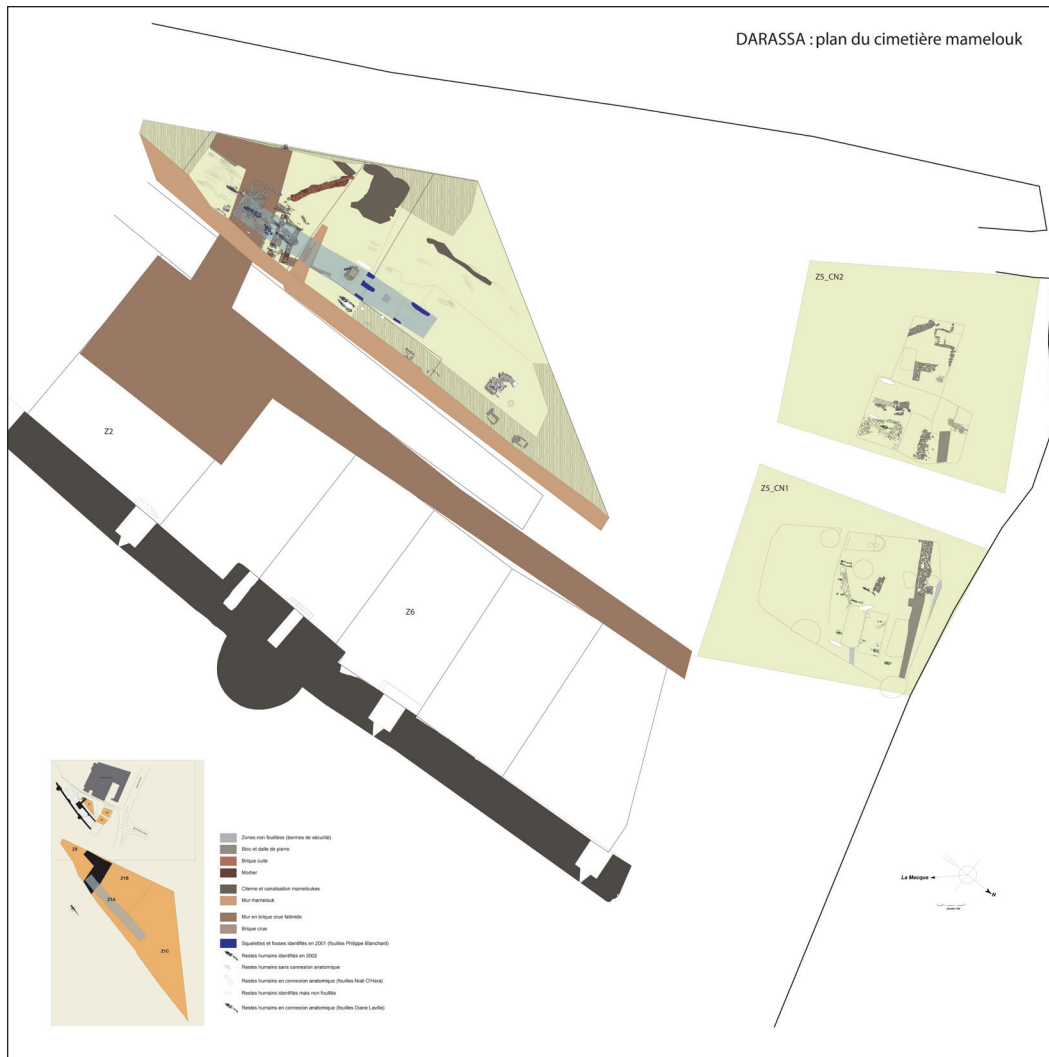 DARASSA : plan du cimetière mamelouk
Z5_CN2
Z2
Z5_CN1
Z6
20
21B
21A
21C
Zones non fouillées (bermes de sécurité)
Bloc et dalle de pierre
Brique cuite
Mortier
Citerne et canalisation mameloukes
Mur mamelouk
Mur en brique crue fatimide
Brique crue
Squelettes et fosses identifiés en 2001 (fouilles Philippe Blanchard)
Restes humains identifiés en 2002
Restes humains sans connexion anatomique
Restes humains en connexion anatomique (fouilles Niall O'Hara)
Restes humains identifiés mais non fouillés
Restes humains en connexion anatomique (fouilles Diane Laville)
La Mecque
N